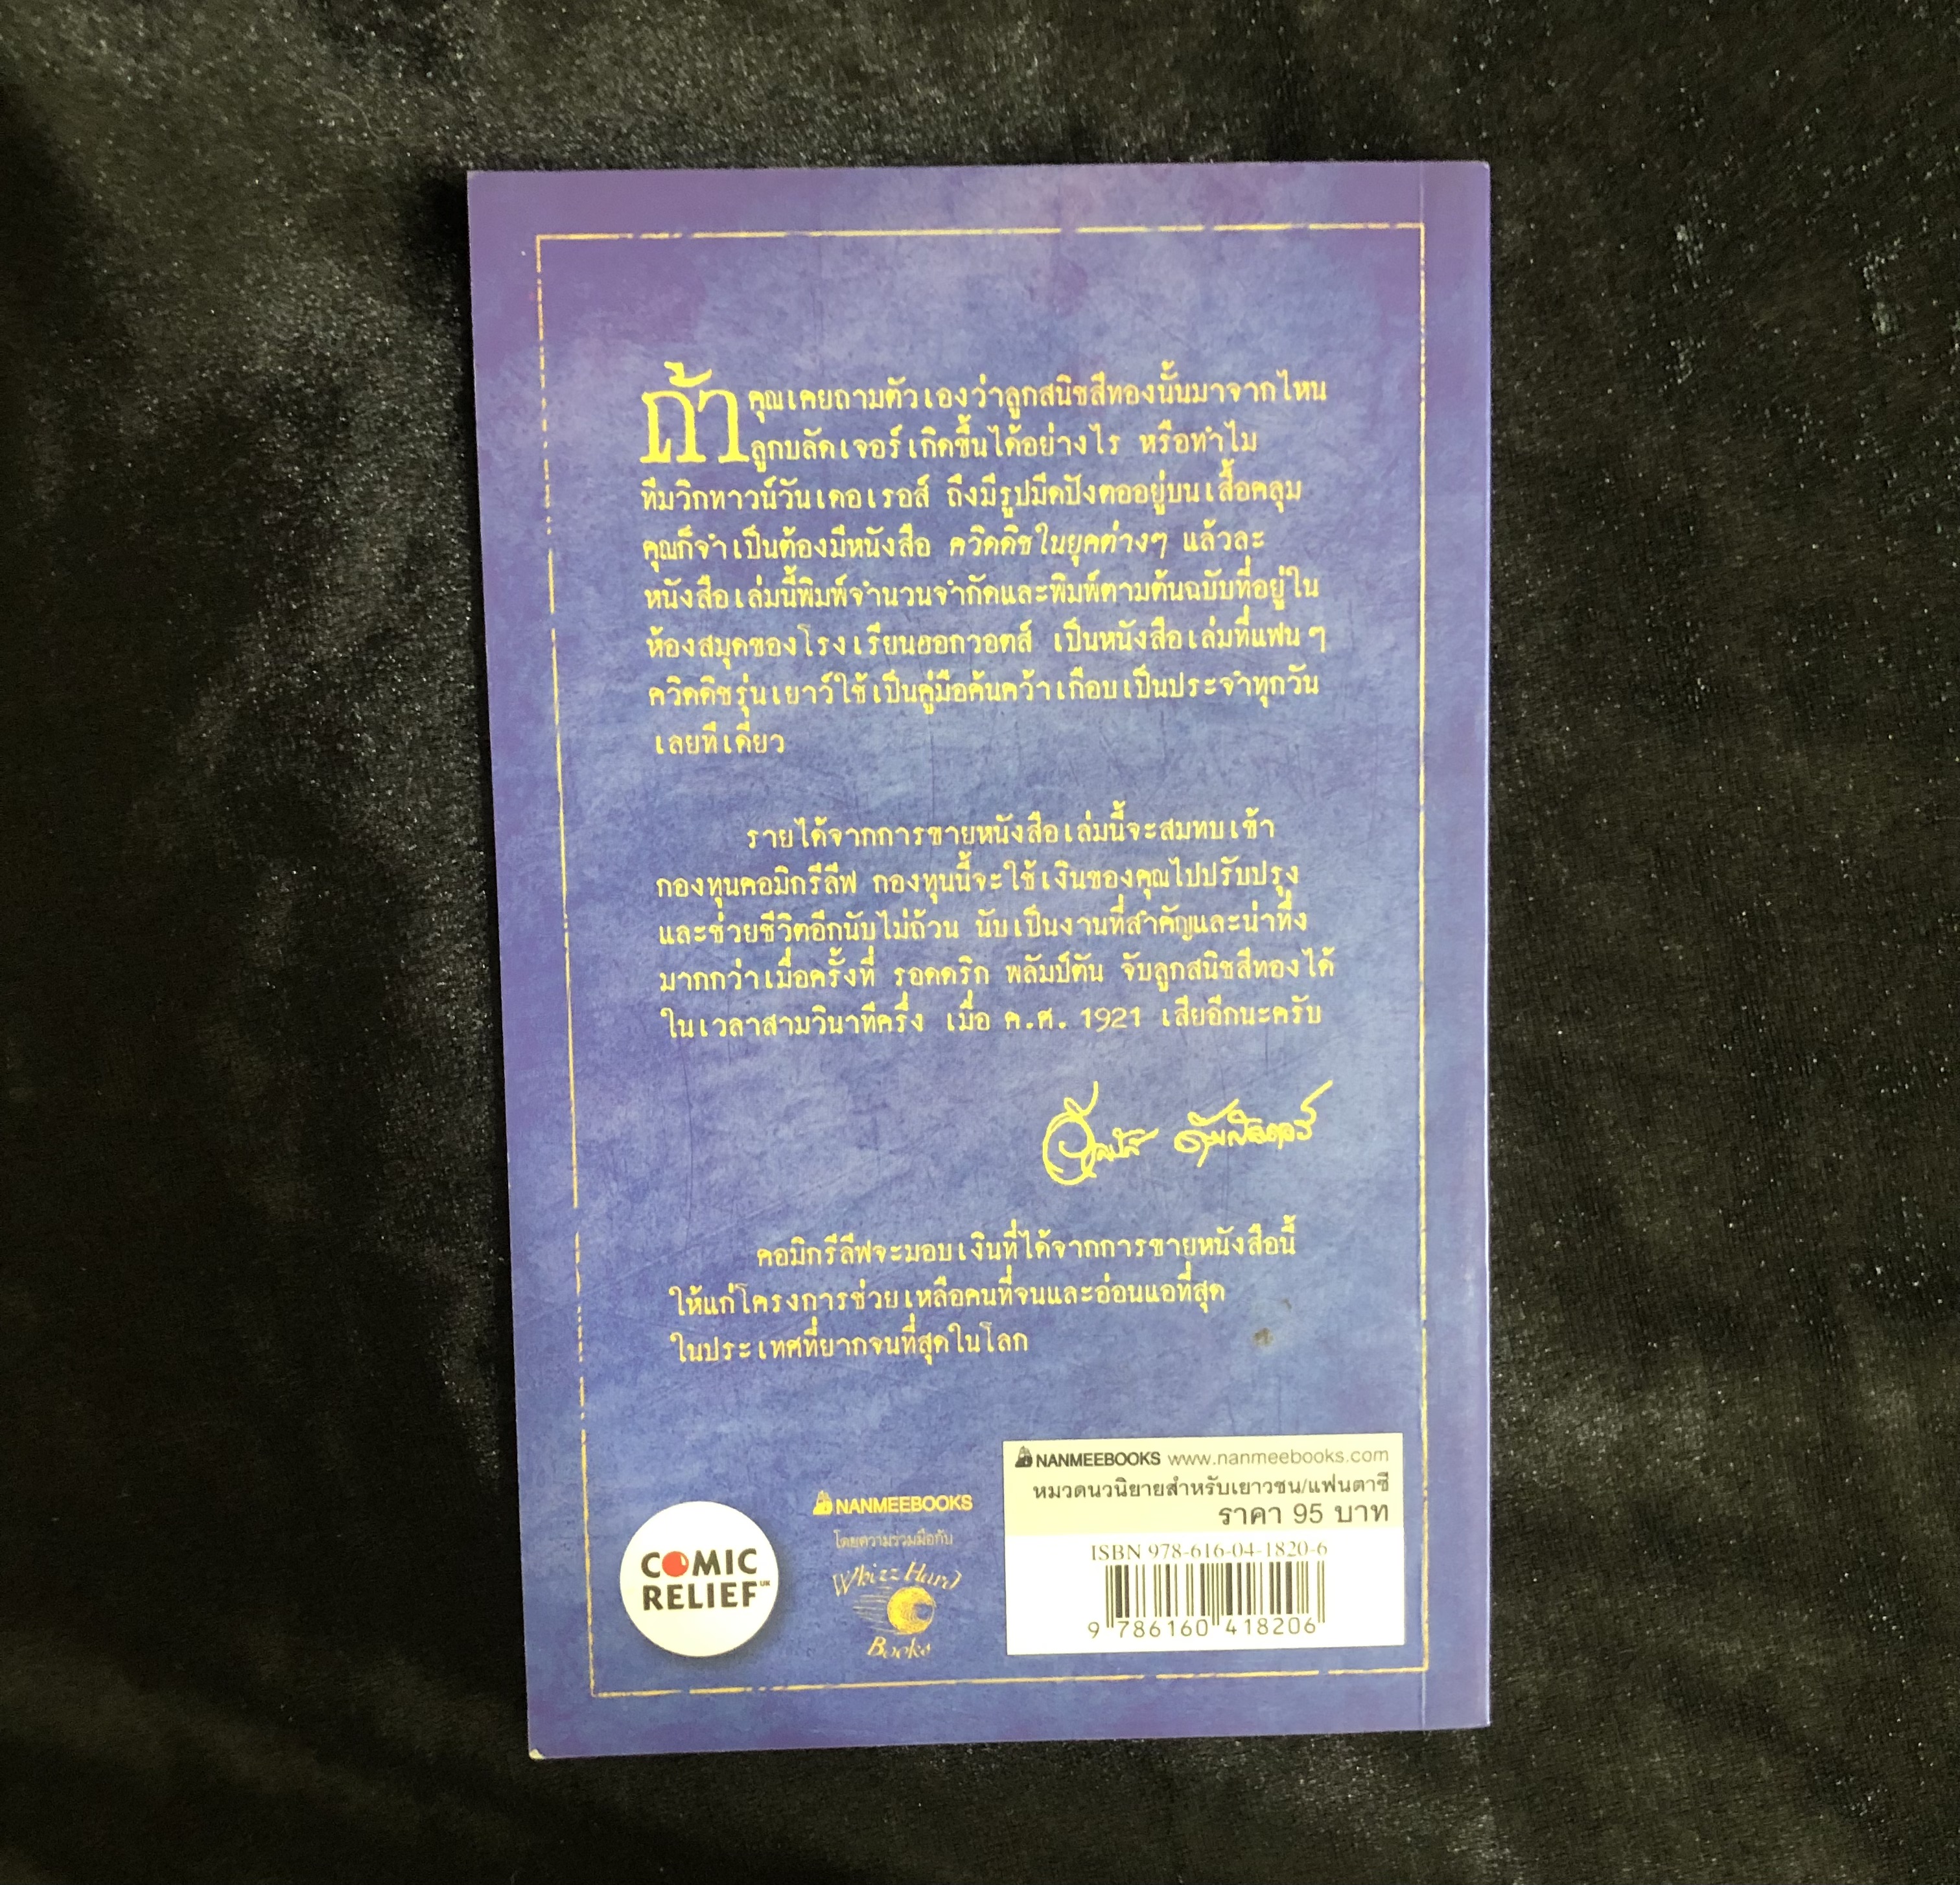 ถ้าคุณเคยถามตัวเองว่าลูกสนิชสีทองนั้นมาจากไหน
ลูกบลัดเจอร์เกิดขึ้นได้อย่างไร หรือทำไม
ทีมวิกทาวน์วันเดอเรอส์ ถึงมีรูปมีดปังตออยู่บนเสื้อคลุม
คุณก็จำเป็นต้องมีหนังสือ ควิดดิชในยุคต่างๆ แล้วละ
หนังสือเล่มนี้พิมพ์จำนวนจำกัดและพิมพ์ตามต้นฉบับที่อยู่ใน
ห้องสมุดของโรงเรียนฮอกวอตส์ เป็นหนังสือเล่มที่แฟนๆ
ควิดดิชรุ่นเยาว์ใช้เป็นคู่มือค้นคว้าเกือบเป็นประจำทุกวัน
เลยทีเดียว
รายได้จากการขายหนังสือเล่มนี้จะสมทบเข้า
กองทุนคอมิกรีลีฟ กองทุนนี้จะใช้เงินของคุณไปปรับปรุง
และช่วยชีวิตอีกนับไม่ถ้วน นับเป็นงานที่สำคัญและน่าทึ่ง
มากกว่าเมื่อครั้งที่ รอดดริก พลัมป์ตัน จับลูกสนิชสีทองได้
ในเวลาสามวินาทีครึ่ง เมื่อ ค.ศ. 1921 เสียอีกนะครับ
อัลบัส ดัมเบิลดอร์
คอมิกรีลีฟจะมอบเงินที่ได้จากการขายหนังสือนี้
ให้แก่โครงการช่วยเหลือคนที่จนและอ่อนแอที่สุด
ในประเทศที่ยากจนที่สุดในโลก
COMIC
RELIEF UK
NANMEEBOOKS
โดยความร่วมมือกับ
Whizz Hard
Books
NANMEEBOOKS www.nanmeebooks.com
หมวดนวนิยายสำหรับเยาวชน/แฟนตาซี
ราคา 95 บาท
ISBN 978-616-04-1820-6
9 786160 418206